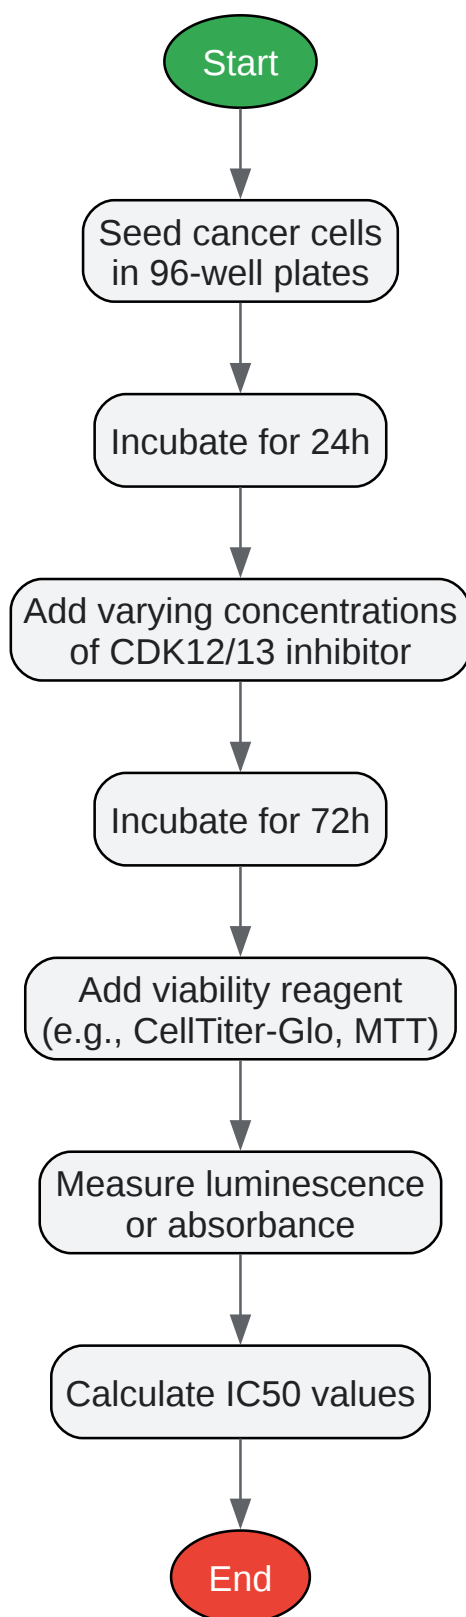 Start
Seed cancer cells
in 96-well plates
Incubate for 24h
Add varying concentrations
of CDK12/13 inhibitor
Incubate for 72h
Add viability reagent
(e.g., CellTiter-Glo, MTT)
Measure luminescence
or absorbance
Calculate IC50 values
End